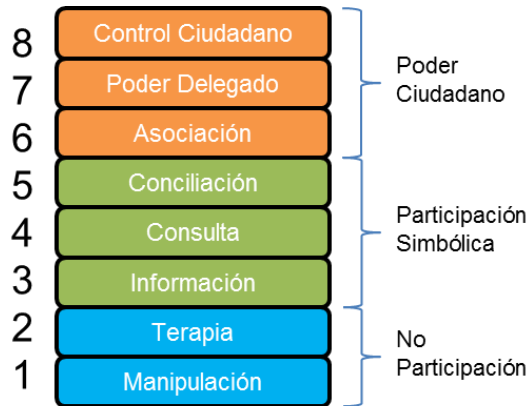 8 Control Ciudadano
7 Poder Delegado
6 Asociación
Poder
Ciudadano
5 Conciliación
4 Consulta
3 Información
Participación
Simbólica
2 Terapia
1 Manipulación
No
Participación